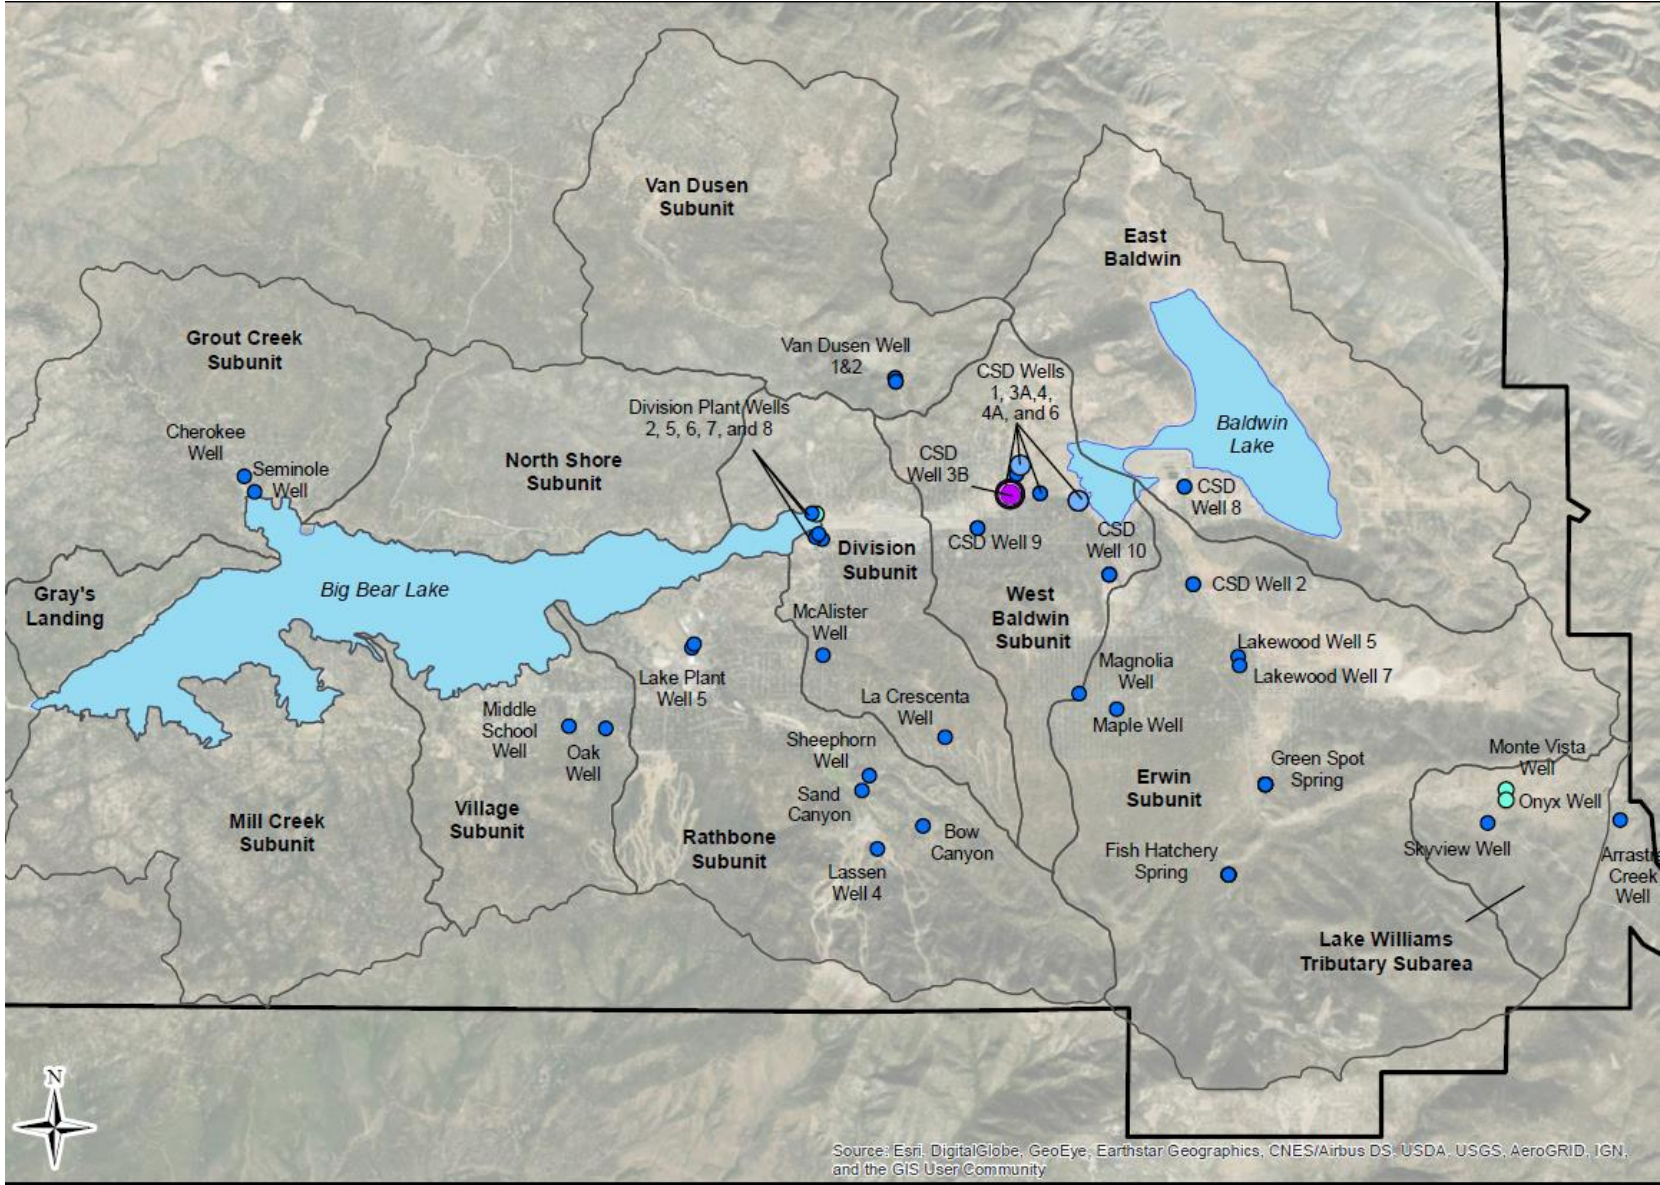 Van Dusen
Subunit
East
Baldwin
Grout Creek
Subunit
Van Dusen Well
1&2
CSD Wells
1, 3A,4,
4A, and 6
Division Plant Wells
2, 5, 6, 7, and 8
Baldwin
Lake
Cherokee
Well
Seminole
Well
North Shore
Subunit
CSD
Well 3B
CSD
Well 8
CSD Well 9
CSD
Well 10
Division
Subunit
Big Bear Lake
Gray's
Landing
CSD Well 2
West
Baldwin
Subunit
McAlister
Well
Lakewood Well 5
Lakewood Well 7
Magnolia
Well
Maple Well
Lake Plant
Well 5
La Crescenta
Well
Middle
School
Well
Oak
Well
Sheephorn
Well
Sand
Canyon
Monte Vista
Well
Onyx Well
Green Spot
Spring
Erwin
Subunit
Village
Subunit
Mill Creek
Subunit
Rathbone
Subunit
Bow
Canyon
Lassen
Well 4
Fish Hatchery
Spring
Skyview Well
Arrastre
Creek
Well
Lake Williams
Tributary Subarea
N
Source: Esri, DigitalGlobe, GeoEye, Earthstar Geographics, CNES/Airbus DS, USDA, USGS, AeroGRID, IGN,
and the GIS User Community